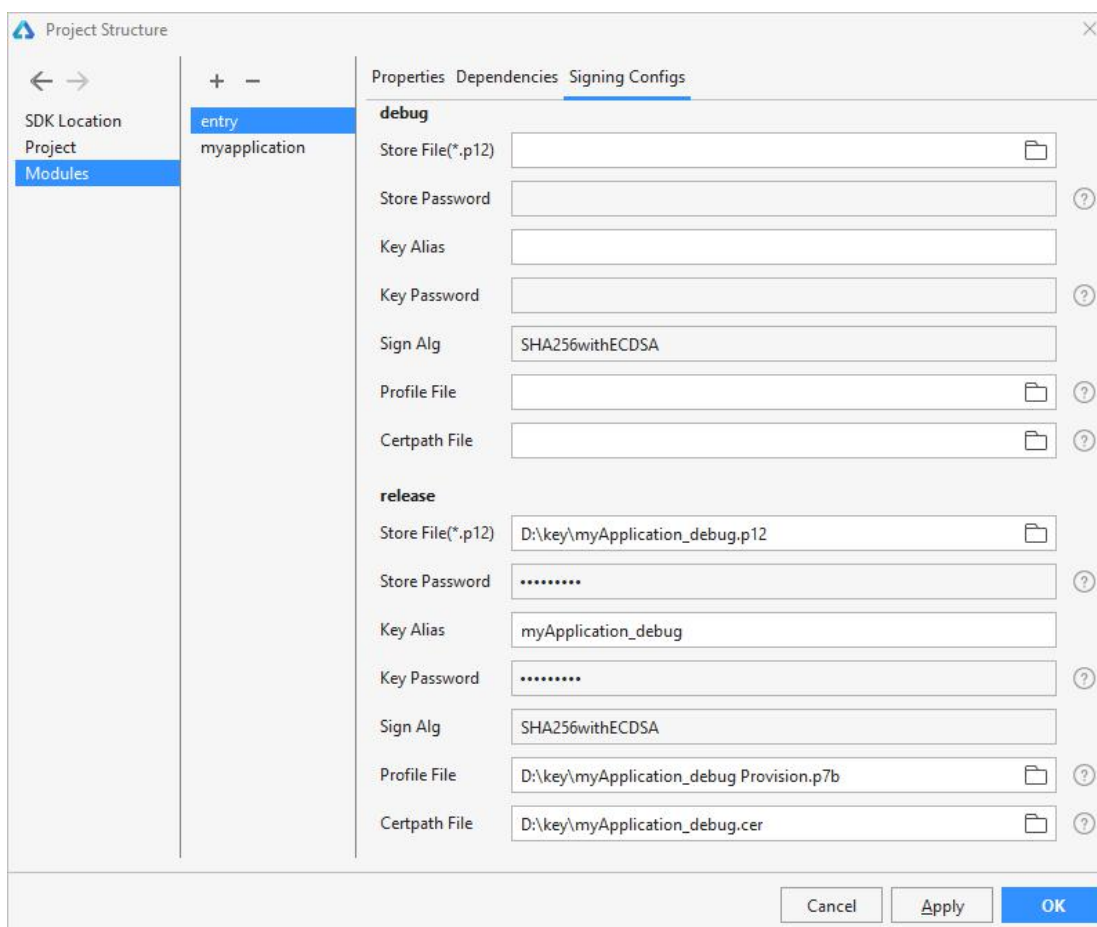 Project Structure
SDK Location
Project
Modules
entry
myapplication
Properties Dependencies Signing Configs
debug
Store File(*.p12)
Store Password
Key Alias
Key Password
Sign Alg SHA256withECDSA
Profile File
Certpath File
release
Store File(*.p12) D:\key\myApplication_debug.p12
Store Password •••••••••
Key Alias myApplication_debug
Key Password •••••••••
Sign Alg SHA256withECDSA
Profile File D:\key\myApplication_debug Provision.p7b
Certpath File D:\key\myApplication_debug.cer
Cancel Apply OK